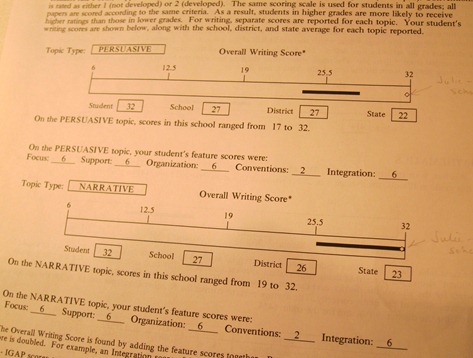 is rated as either 1 (not developed) or 2 (developed). The same scoring scale is used for students in all grades; all
papers are scored according to the same criteria. As a result, students in higher grades are more likely to receive
higher ratings than those in lower grades. For writing, separate scores are reported for each topic. Your student's
writing scores are shown below, along with the school, district, and state average for each topic reported.
Topic Type: PERSUASIVE Overall Writing Score*
6 12.5 19 25.5 32
Student 32 School 27 District 27 State 22
On the PERSUASIVE topic, scores in this school ranged from 17 to 32.
On the PERSUASIVE topic, your student's feature scores were:
Focus: 6 Support: 6 Organization: 6 Conventions: 2 Integration: 6
Topic Type: NARRATIVE Overall Writing Score*
6 12.5 19 25.5 32
Student 32 School 27 District 26 State 23
On the NARRATIVE topic, scores in this school ranged from 19 to 32.
On the NARRATIVE topic, your student's feature scores were:
Focus: 6 Support: 6 Organization: 6 Conventions: 2 Integration: 6
The Overall Writing Score is found by adding the feature scores together.
is doubled. For example, an Integration
IGAP